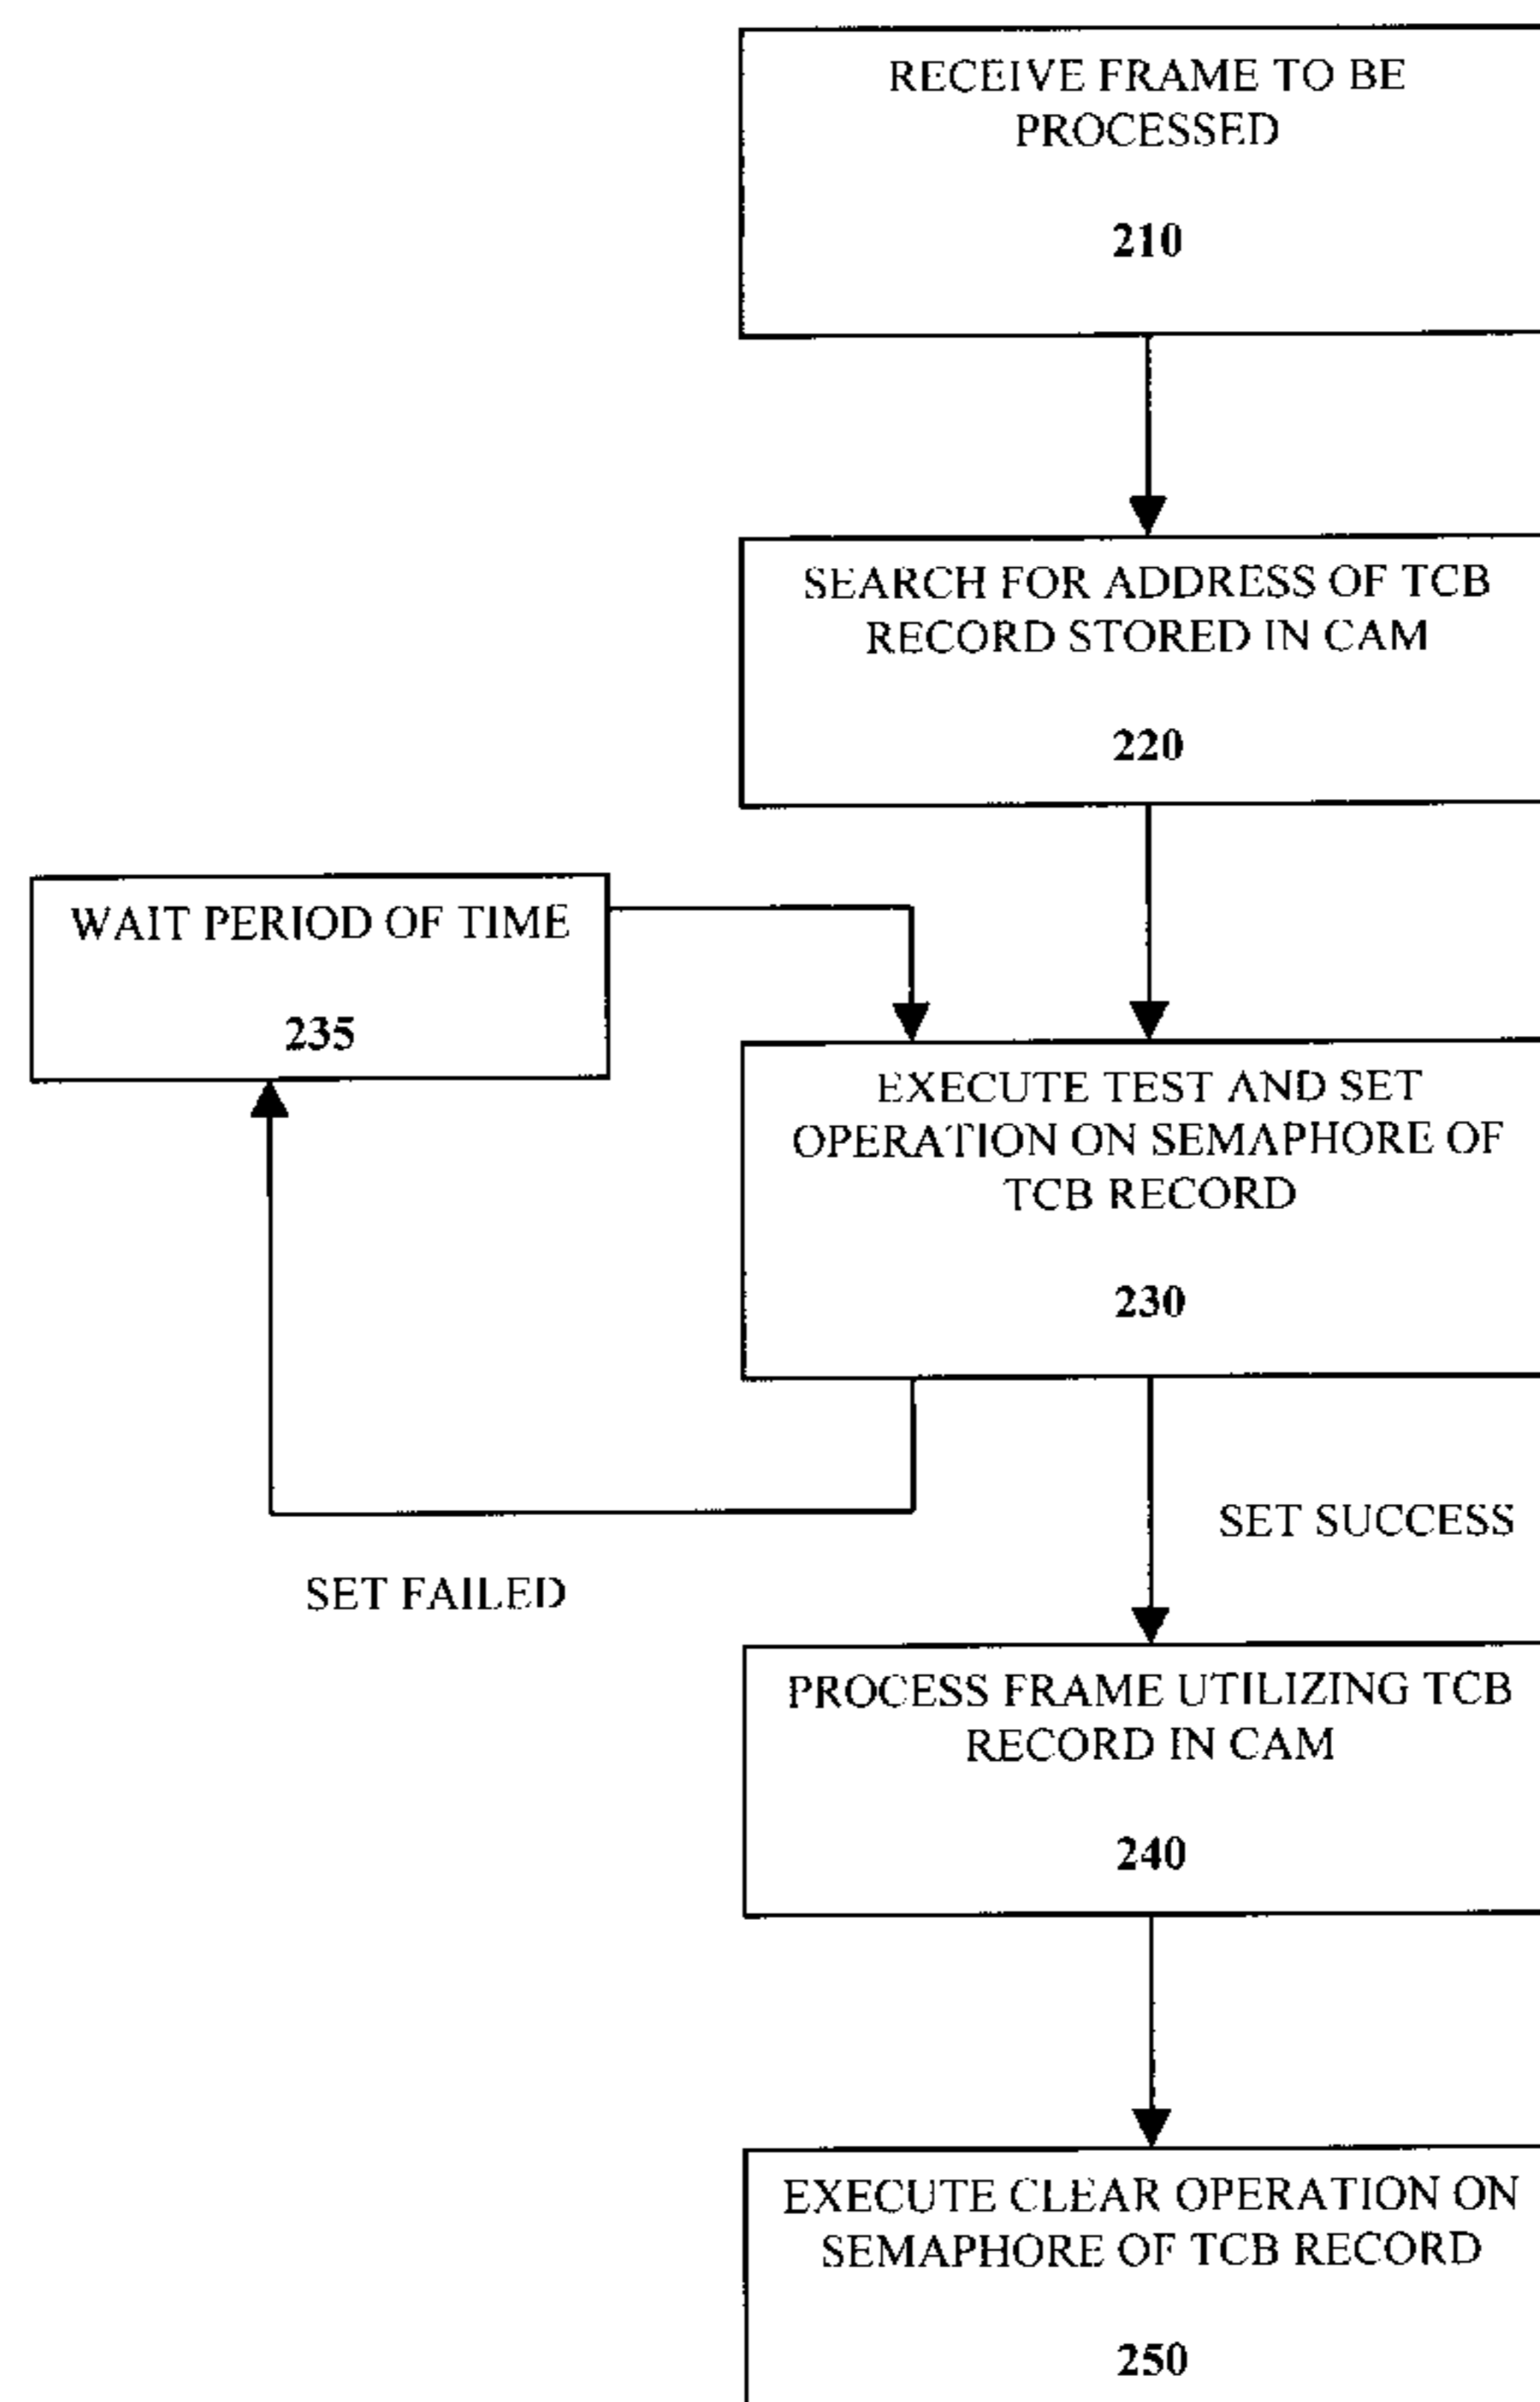 RECEIVE FRAME TO BE
PROCESSED
210
SEARCH FOR ADDRESS OF TCB
RECORD STORED IN CAM
220
WAIT PERIOD OF TIME
235
EXECUTE TEST AND SET
OPERATION ON SEMAPHORE OF
TCB RECORD
230
SET SUCCESS
SET FAILED
PROCESS FRAME UTILIZING TCB
RECORD IN CAM
240
EXECUTE CLEAR OPERATION ON
SEMAPHORE OF TCB RECORD
250